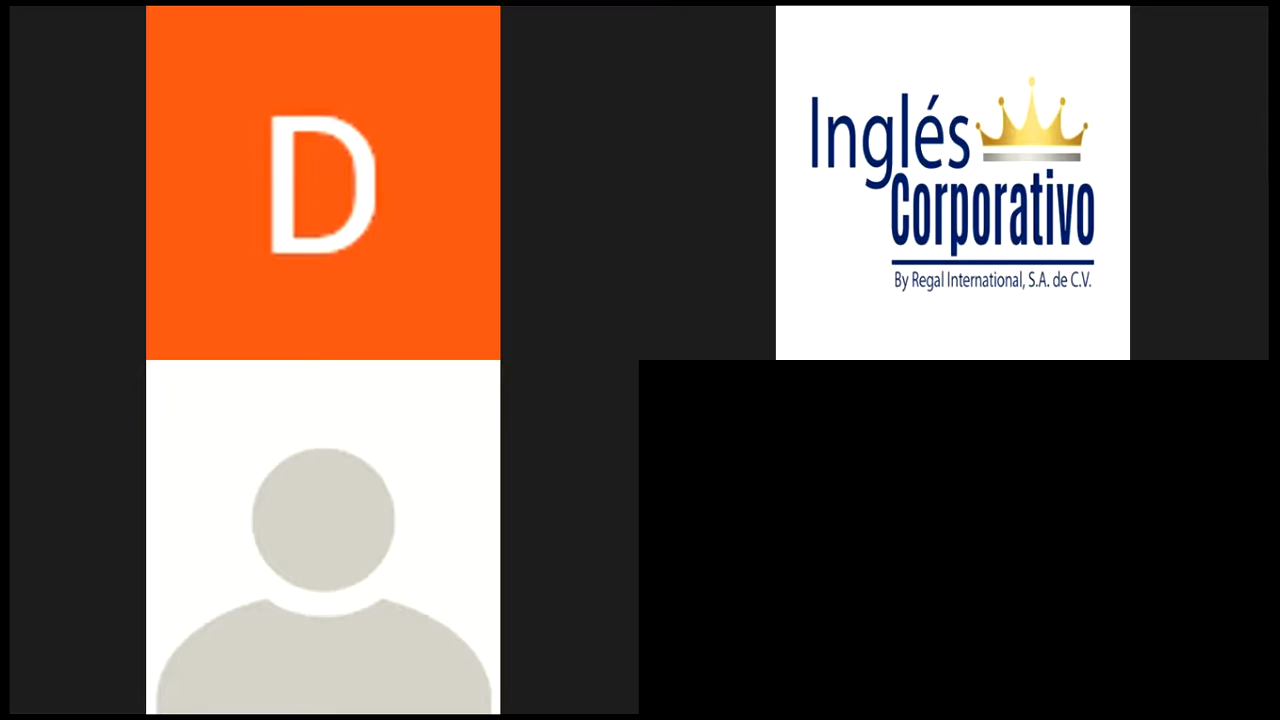 D
Inglés
Corporativo
By Regal International, S.A. de C.V.